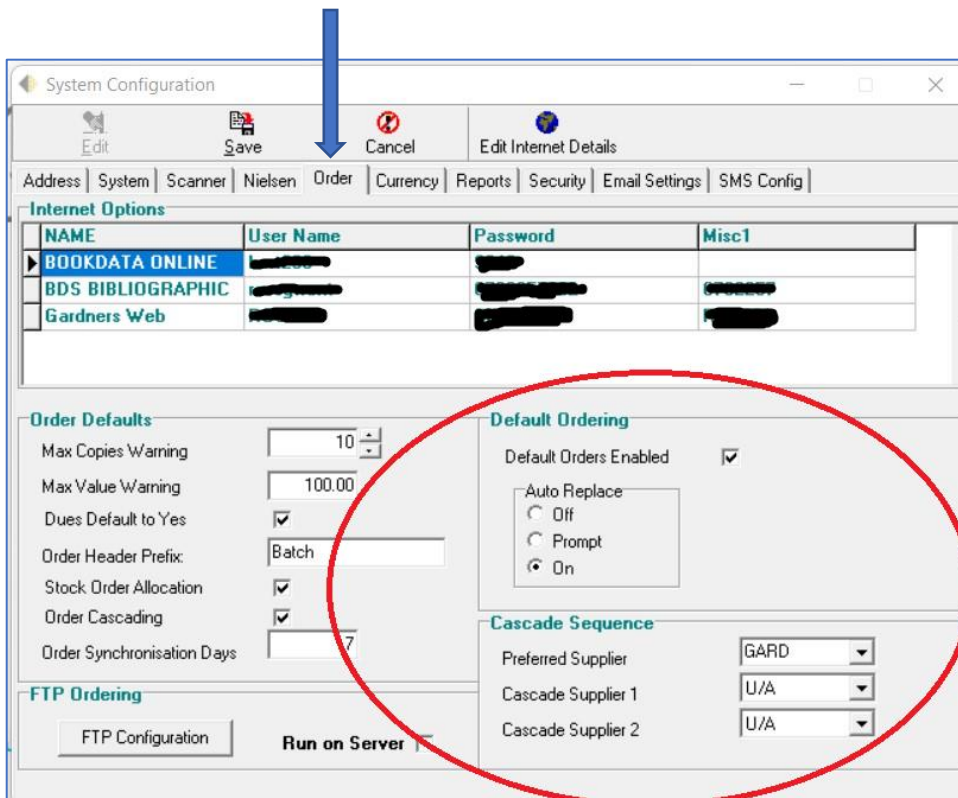 System Configuration
Edit Save Cancel Edit Internet Details
Address System Scanner Nielsen Order Currency Reports Security Email Settings SMS Config
Internet Options
NAME User Name Password Misc1
BOOKDATA ONLINE
BDS BIBLIOGRAPHIC
Gardners Web
Order Defaults
Max Copies Warning 10
Max Value Warning 100.00
Dues Default to Yes
Order Header Prefix: Batch
Stock Order Allocation
Order Cascading
Order Synchronisation Days 7
FTP Ordering
FTP Configuration Run on Server
Default Ordering
Default Orders Enabled
Auto Replace
Off
Prompt
On
Cascade Sequence
Preferred Supplier GARD
Cascade Supplier 1 U/A
Cascade Supplier 2 U/A